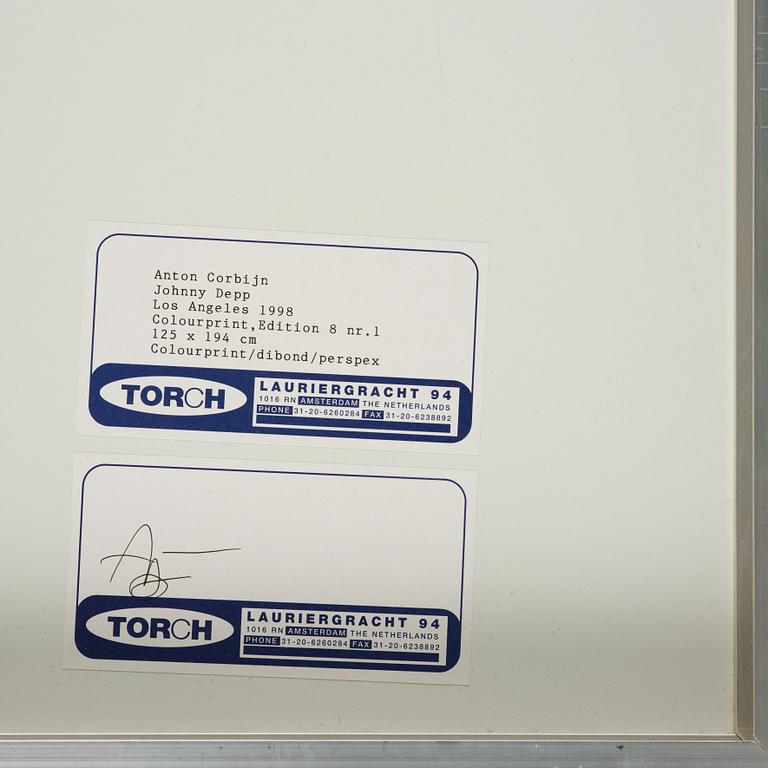 Anton Corbijn
Johnny Depp
Los Angeles 1998
Colourprint,Edition 8 nr.1
125 x 194 cm
Colourprint/dibond/perspex
TORCH
LAURIERGRACHT 94
1016 RN AMSTERDAM THE NETHERLANDS
PHONE 31-20-6260284 FAX 31-20-6238892
TORCH
LAURIERGRACHT 94
1016 RN AMSTERDAM THE NETHERLANDS
PHONE 31-20-6260284 FAX 31-20-6238892